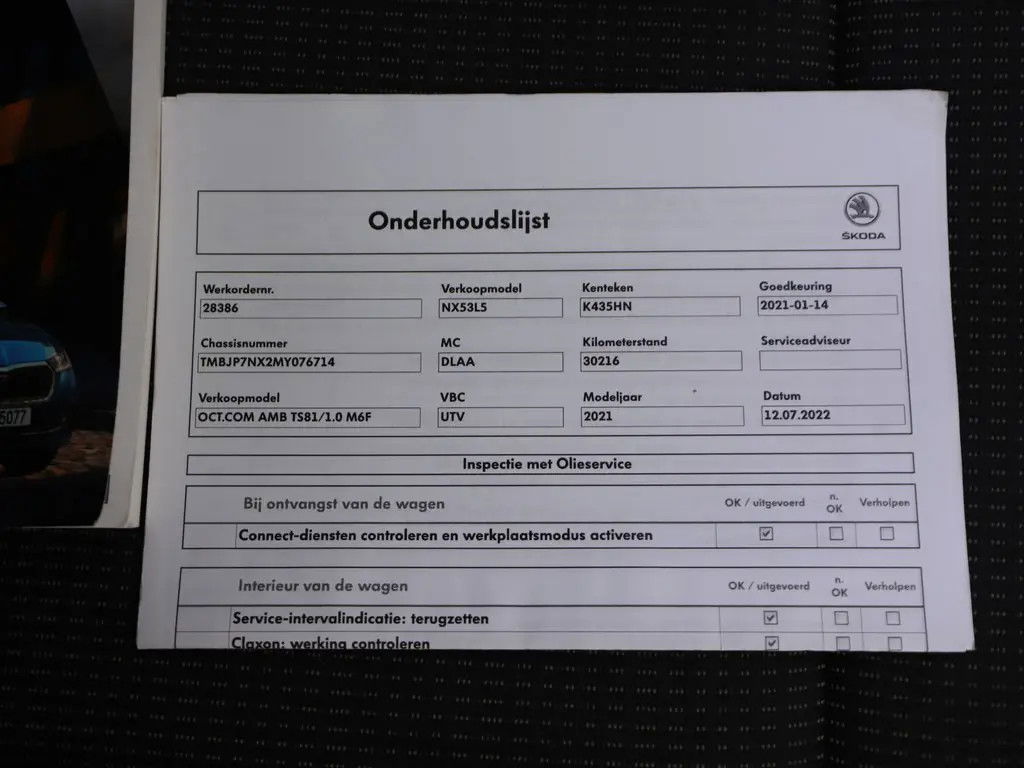 Onderhoudslijst
ŠKODA
Werkordernr. Verkoopmodel Kenteken Goedkeuring
28386 NX53L5 K435HN 2021-01-14
Chassisnummer MC Kilometerstand Serviceadviseur
TMBJP7NX2MY076714 DLAA 30216
Verkoopmodel VBC Modeljaar Datum
OCT.COM AMB TS81/1.0 M6F UTV 2021 12.07.2022
5077
Inspectie met Olieservice
Bij ontvangst van de wagen OK / uitgevoerd n. OK Verholpen
Connect-diensten controleren en werkplaatsmodus activeren
Interieur van de wagen OK / uitgevoerd n. OK Verholpen
Service-intervalindicatie: terugzetten
Claxon: werking controleren